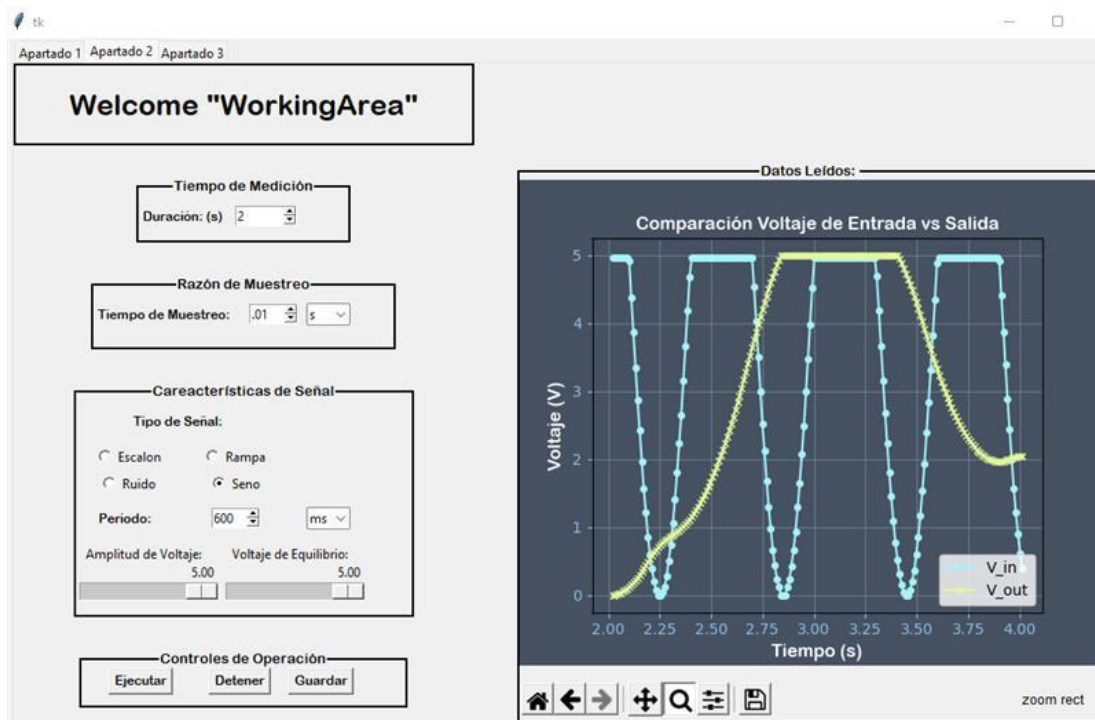 tk
Apartado 1 Apartado 2 Apartado 3
Welcome "WorkingArea"
Tiempo de Medición
Duración: (s) 2
Razón de Muestreo
Tiempo de Muestreo: .01 s
Careacterísticas de Señal
Tipo de Señal:
Escalon Rampa
Ruido Seno
Periodo: 600 ms
Amplitud de Voltaje: Voltaje de Equilibrio:
5.00 5.00
Controles de Operación
Ejecutar Detener Guardar
Datos Leídos:
Comparación Voltaje de Entrada vs Salida
Voltaje (V)
5
4
3
2
1
0
V_in
V_out
2.00 2.25 2.50 2.75 3.00 3.25 3.50 3.75 4.00
Tiempo (s)
zoom rect